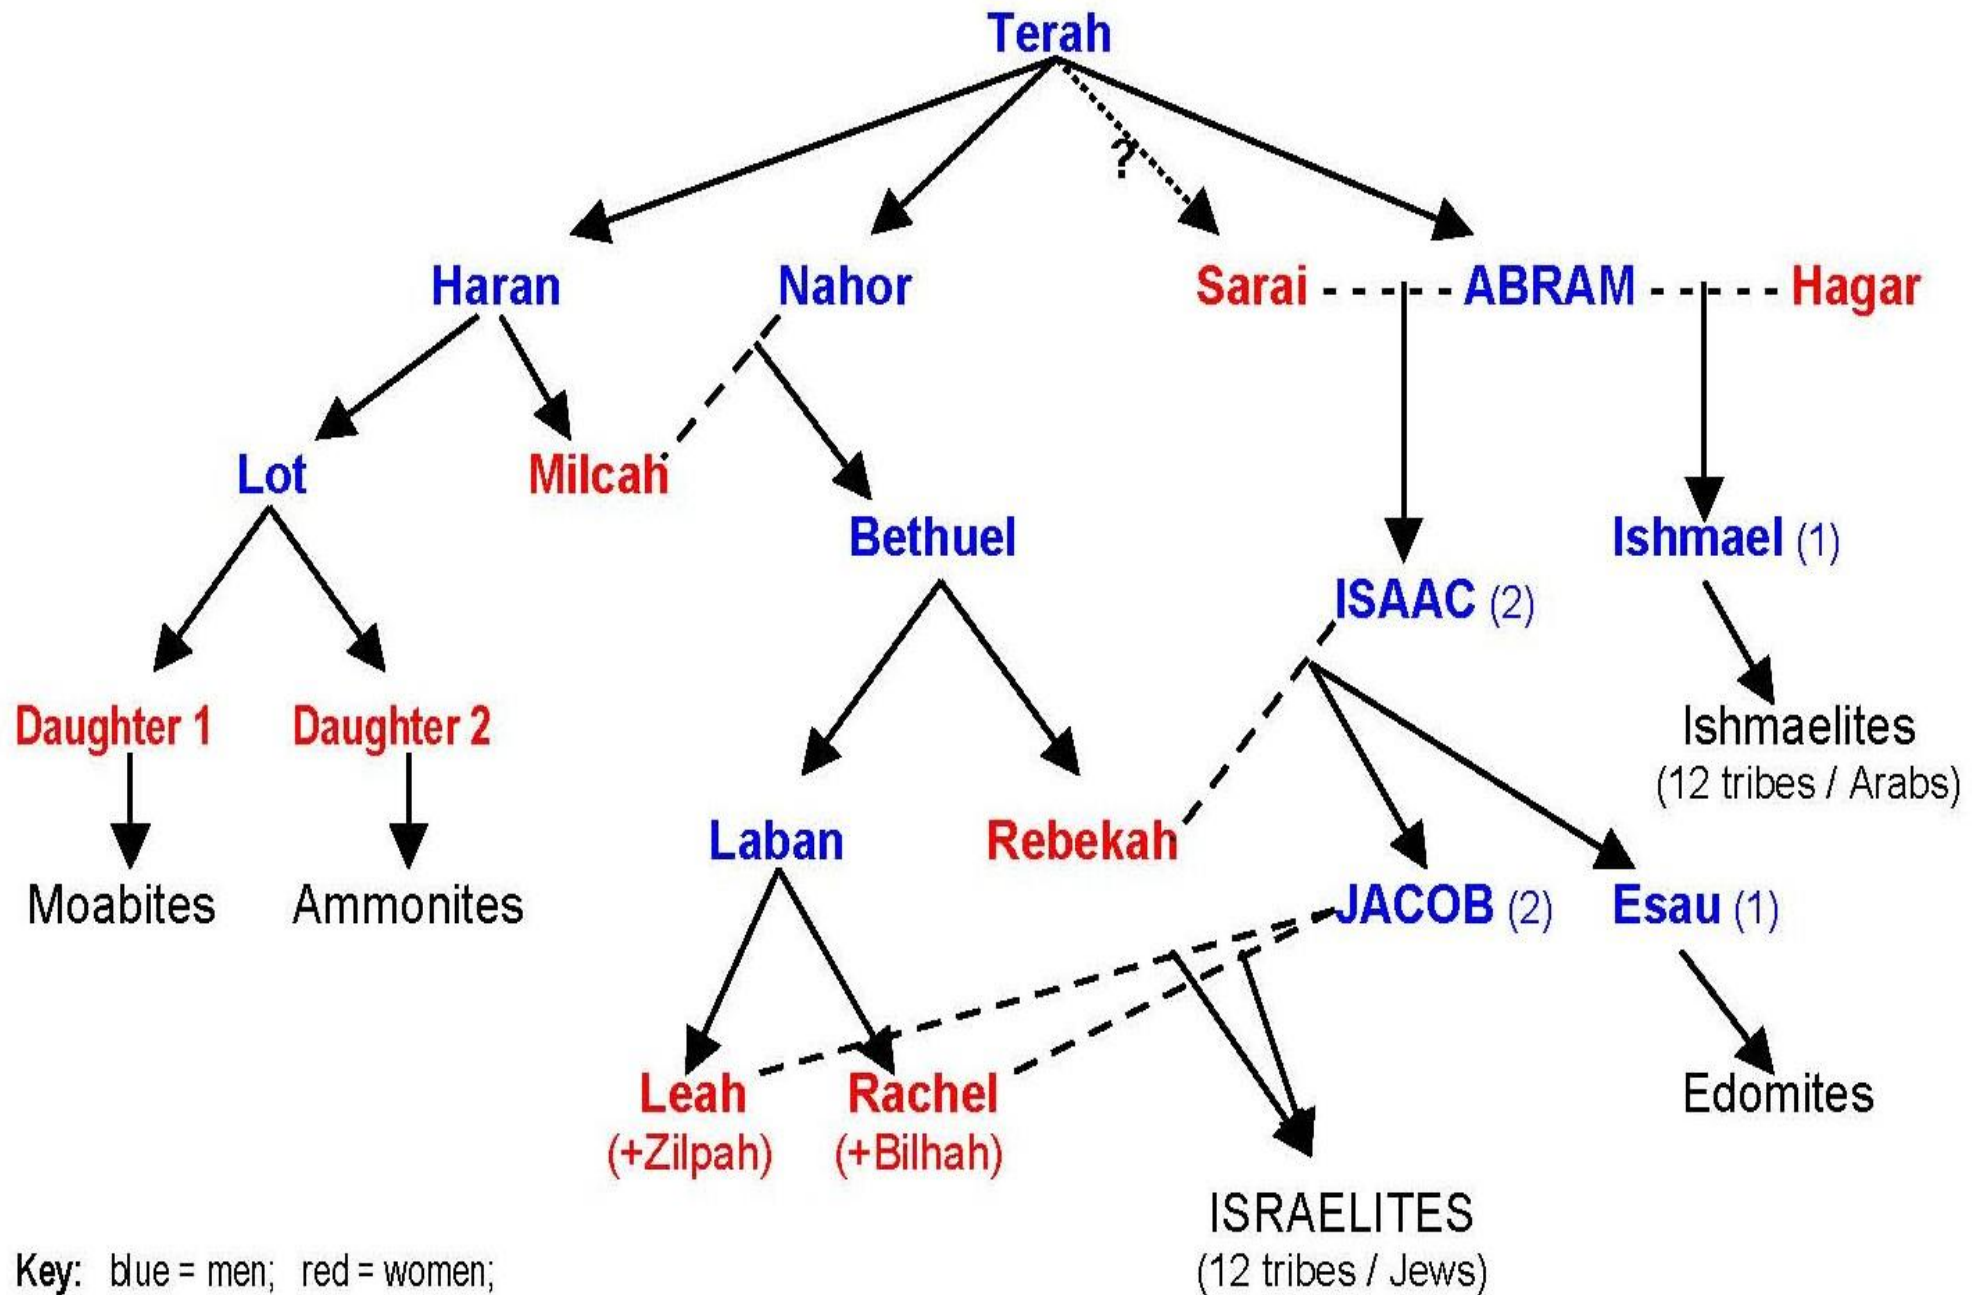 Terah
?
Haran Nahor Sarai ABRAM Hagar
Lot Milcah
Bethuel Ishmael (1)
ISAAC (2)
Daughter 1 Daughter 2 Ishmaelites
(12 tribes / Arabs)
Laban Rebekah
Moabites Ammonites JACOB (2) Esau (1)
Leah Rachel Edomites
(+Zilpah) (+Bilhah)
ISRAELITES
Key: blue = men; red = women; (12 tribes / Jews)